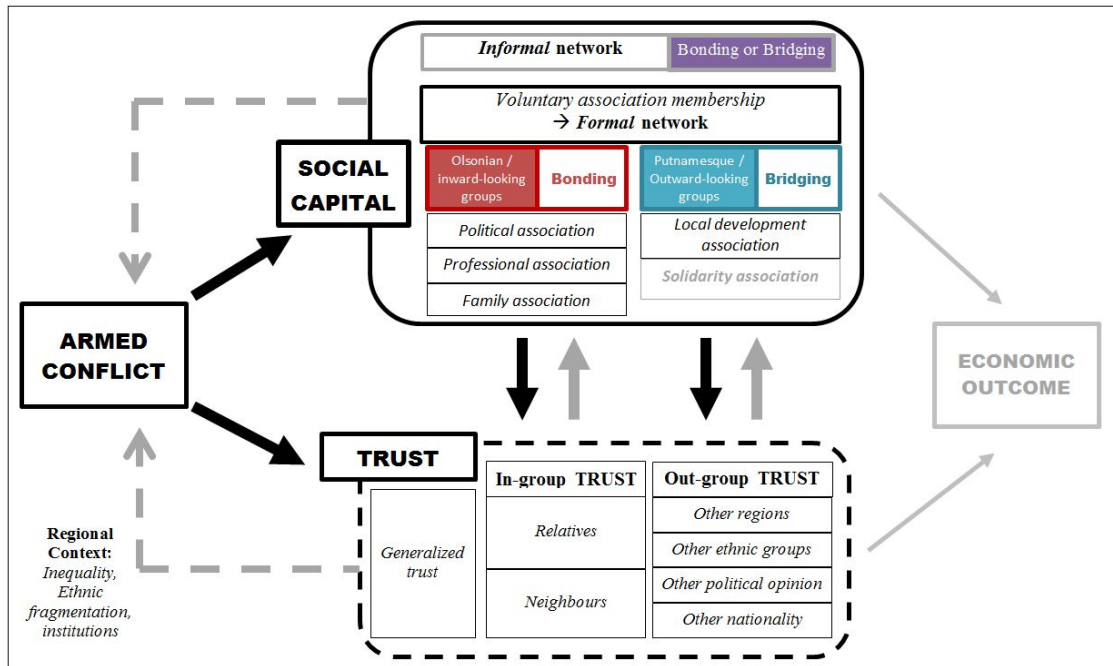 Informal network
Bonding or Bridging
Voluntary association membership
→ Formal network
SOCIAL
CAPITAL
Olsonian /
inward-looking
groups
Bonding
Putnamesque /
Outward-looking
groups
Bridging
Political association
Professional association
Family association
Local development
association
Solidarity association
ARMED
CONFLICT
ECONOMIC
OUTCOME
TRUST
Generalized
trust
In-group TRUST
Relatives
Neighbours
Out-group TRUST
Other regions
Other ethnic groups
Other political opinion
Other nationality
Regional
Context:
Inequality,
Ethnic
fragmentation,
institutions